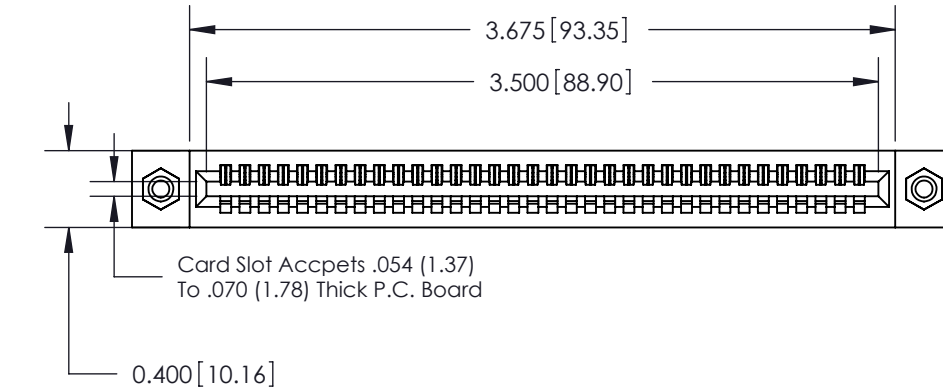 3.675[93.35]
3.500[88.90]
Card Slot Accpets .054 (1.37)
To .070 (1.78) Thick P.C. Board
0.400[10.16]